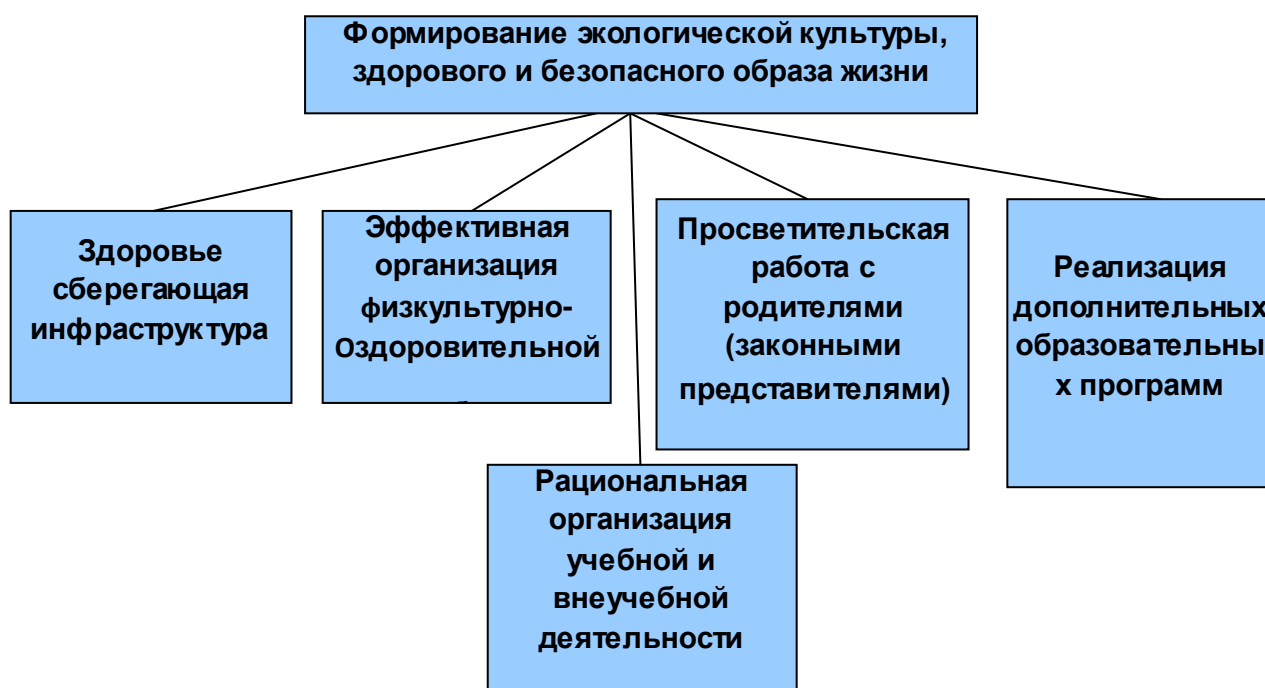 Формирование экологической культуры,
здорового и безопасного образа жизни
Здоровье
сберегающая
инфраструктура
Эффективная
организация
физкультурно-
Оздоровительной
Просветительская
работа с
родителями
(законными
представителями)
Реализация
дополнительных
образовательны
х программ
Рациональная
организация
учебной и
внеучебной
деятельности